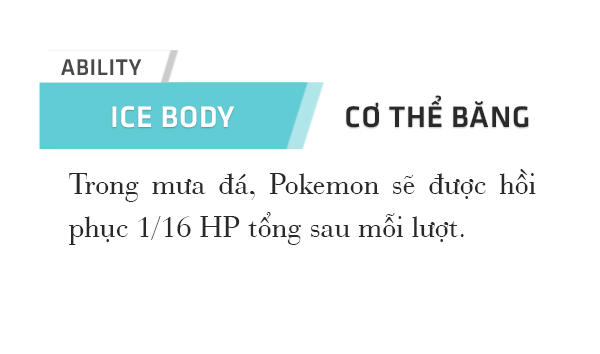 ABILITY
ICE BODY CƠ THỂ BĂNG
Trong mưa đá, Pokemon sẽ được hồi
phục 1/16 HP tổng sau mỗi lượt.